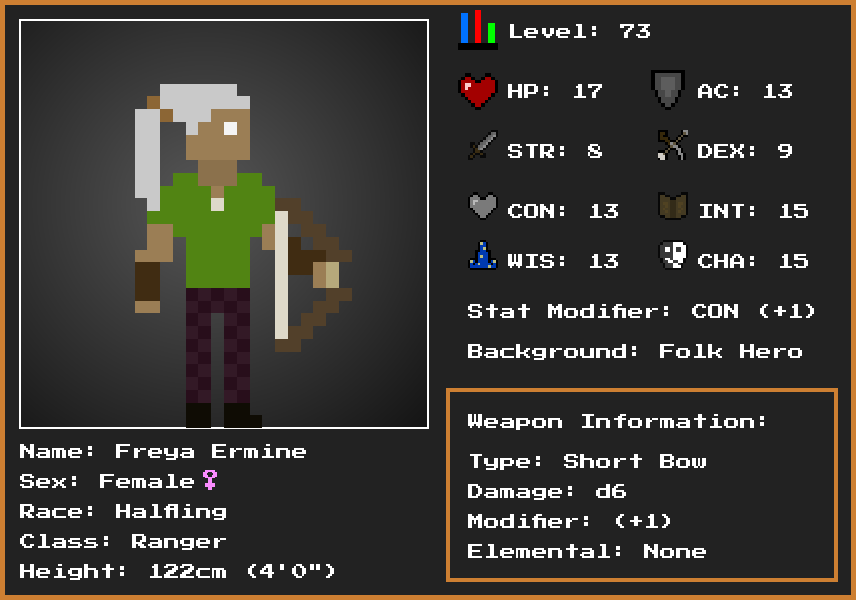 Level: 73
HP: 17 AC: 13
STR: 8 DEX: 9
CON: 13 INT: 15
WIS: 13 CHA: 15
Stat Modifier: CON (+1)
Background: Folk Hero
Weapon Information:
Type: Short Bow
Damage: d6
Modifier: (+1)
Elemental: None
Name: Freya Ermine
Sex: Female♀
Race: Halfling
Class: Ranger
Height: 122cm (4'0")